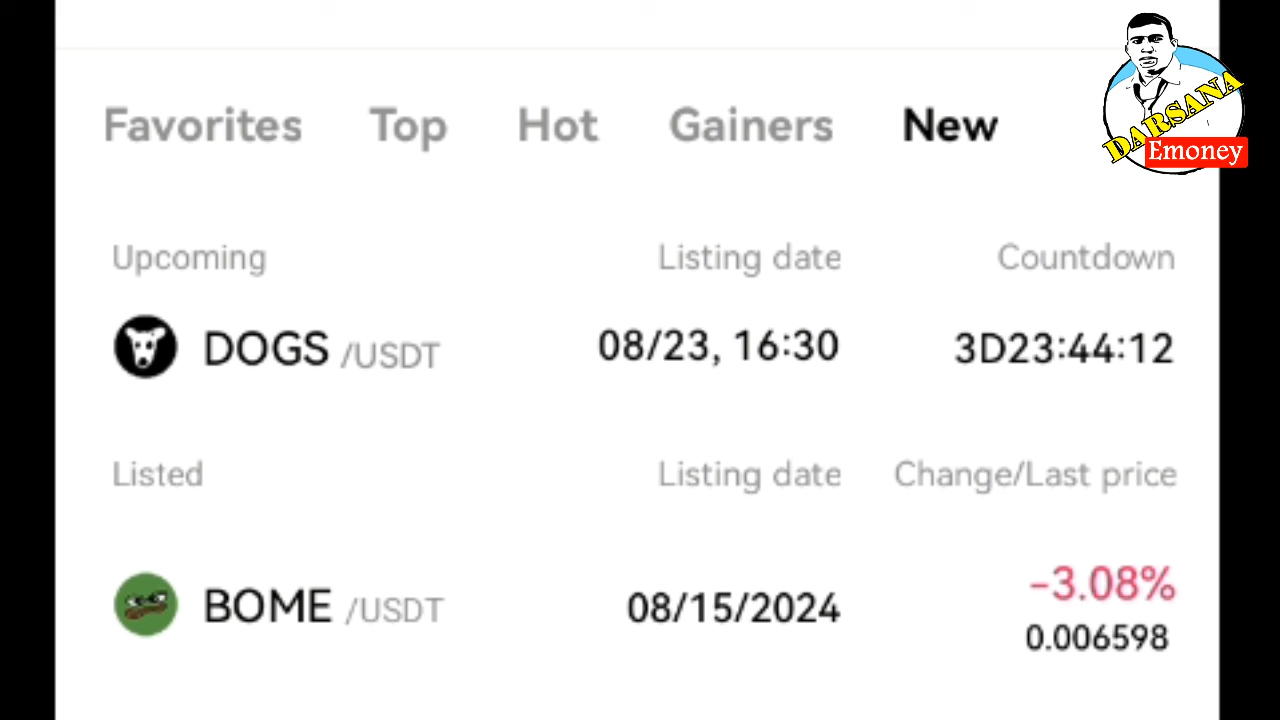 Favorites Top Hot Gainers New
DARSANA
Emoney
Upcoming Listing date Countdown
DOGS /USDT 08/23, 16:30 3D23:44:12
Listed Listing date Change/Last price
BOME /USDT 08/15/2024 -3.08%
0.006598